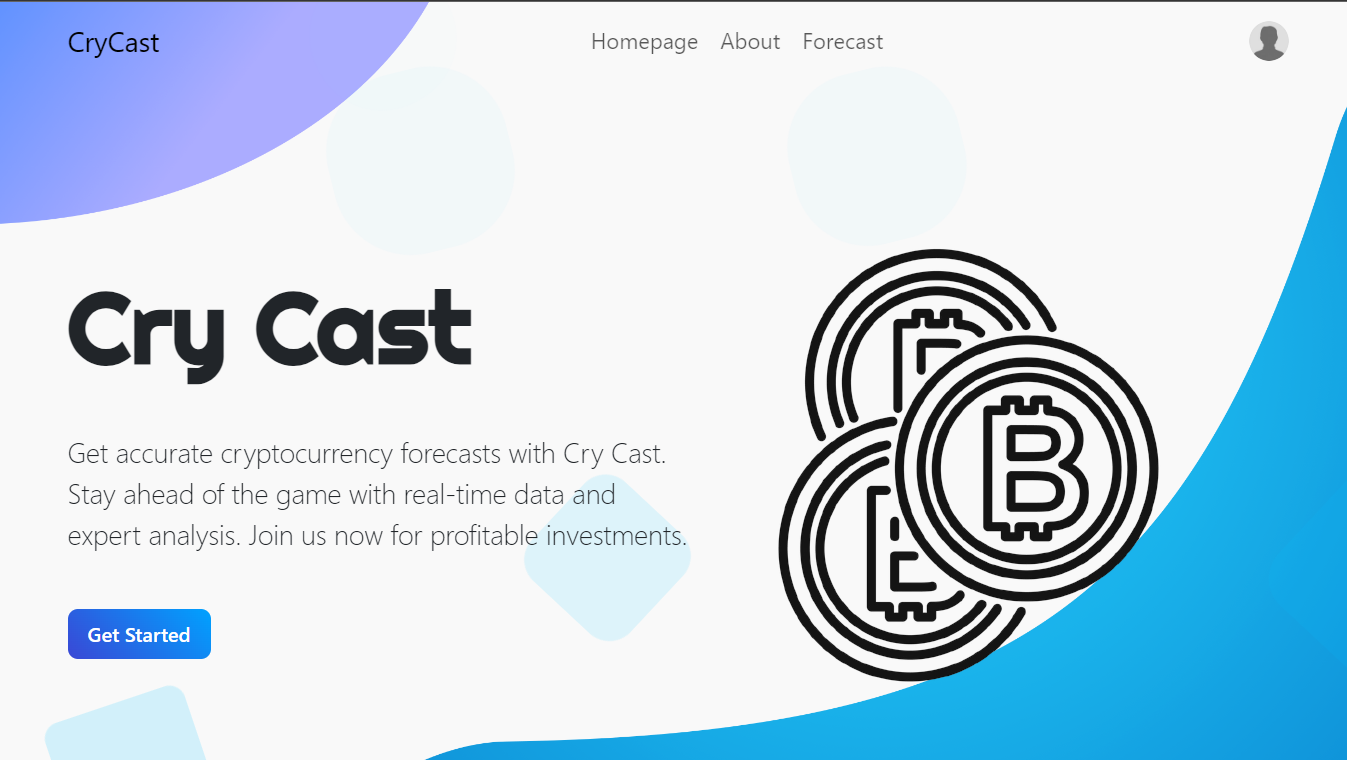 CryCast
Homepage About Forecast
Cry Cast
Get accurate cryptocurrency forecasts with Cry Cast.
Stay ahead of the game with real-time data and
expert analysis. Join us now for profitable investments.
Get Started